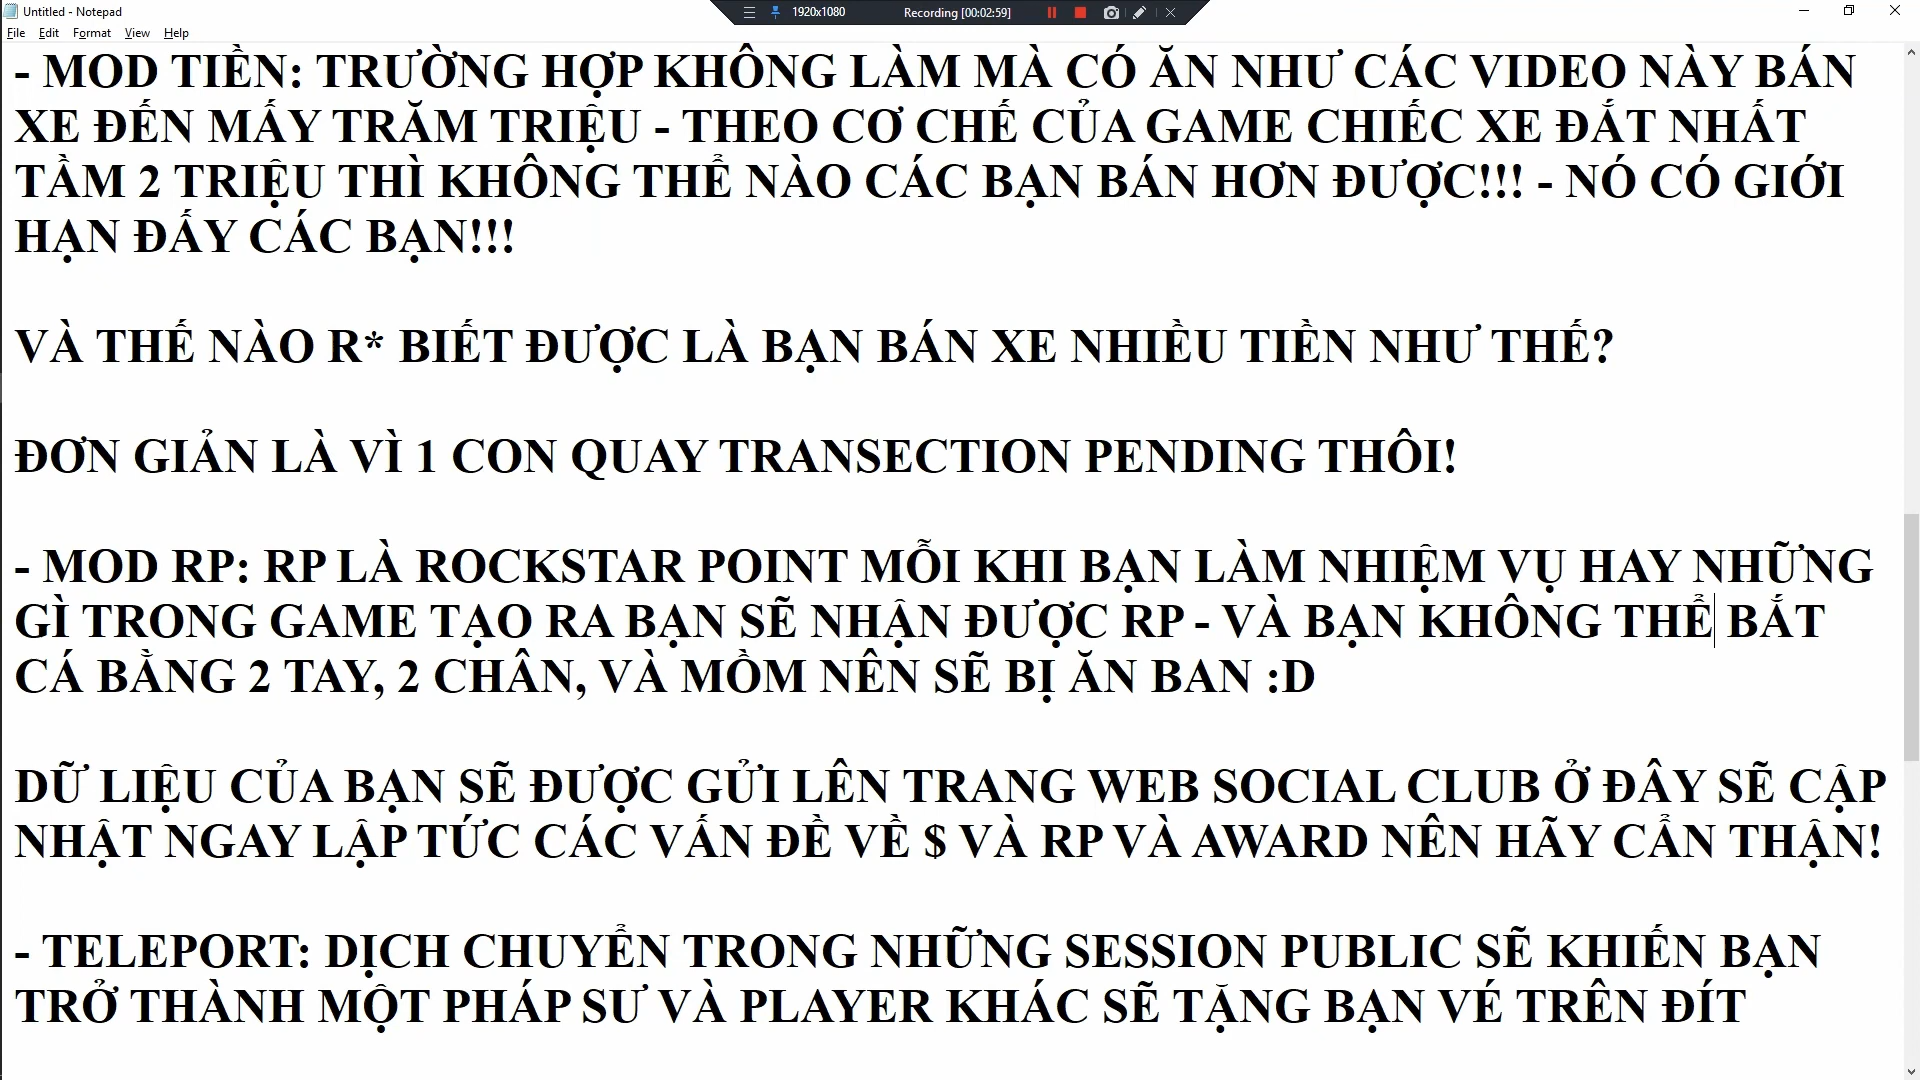 Untitled - Notepad
1920x1080
Recording [00:02:59]
File Edit Format View Help
- MOD TIỀN: TRƯỜNG HỢP KHÔNG LÀM MÀ CÓ ĂN NHƯ CÁC VIDEO NÀY BÁN
XE ĐẾN MẤY TRĂM TRIỆU - THEO CƠ CHẾ CỦA GAME CHIẾC XE ĐẮT NHẤT
TẦM 2 TRIỆU THÌ KHÔNG THỂ NÀO CÁC BẠN BÁN HƠN ĐƯỢC!!! - NÓ CÓ GIỚI
HẠN ĐẤY CÁC BẠN!!!
VÀ THẾ NÀO R* BIẾT ĐƯỢC LÀ BẠN BÁN XE NHIỀU TIỀN NHƯ THẾ?
ĐƠN GIẢN LÀ VÌ 1 CON QUAY TRANSECTION PENDING THÔI!
- MOD RP: RP LÀ ROCKSTAR POINT MỖI KHI BẠN LÀM NHIỆM VỤ HAY NHỮNG
GÌ TRONG GAME TẠO RA BẠN SẼ NHẬN ĐƯỢC RP - VÀ BẠN KHÔNG THỂ BẮT
CÁ BẰNG 2 TAY, 2 CHÂN, VÀ MỒM NÊN SẼ BỊ ĂN BAN :D
DỮ LIỆU CỦA BẠN SẼ ĐƯỢC GỬI LÊN TRANG WEB SOCIAL CLUB Ở ĐÂY SẼ CẬP
NHẬT NGAY LẬP TỨC CÁC VẤN ĐỀ VỀ $ VÀ RP VÀ AWARD NÊN HÃY CẨN THẬN!
- TELEPORT: DỊCH CHUYỂN TRONG NHỮNG SESSION PUBLIC SẼ KHIẾN BẠN
TRỞ THÀNH MỘT PHÁP SƯ VÀ PLAYER KHÁC SẼ TẶNG BẠN VÉ TRÊN ĐÍT